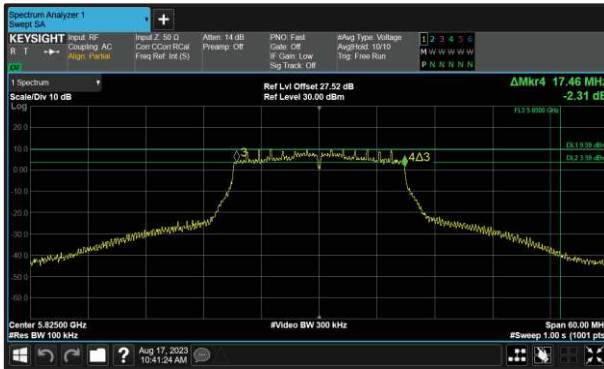 Spectrum Analyzer 1
Swept SA
+
KEYSIGHT Input: RF Input Z: 50 Ω Atten: 14 dB PNO: Fast #Avg Type: Voltage 1 2 3 4 5 6
R T Coupling: AC Corr CCorr RCal Preamp: Off Gate: Off Avg|Hold: 10/10 M W W W W W
Align: Partial Freq Ref: Int (S) IF Gain: Low Trig: Free Run
Sig Track: Off P N N N N N
1 Spectrum Ref Lvl Offset 27.52 dB ΔMkr4 17.46 MHz
Scale/Div 10 dB Ref Level 30.00 dBm -2.31 dB
Log FL3 5.8500 GHz
20.0
10.0 3 DL1 9.59 dBm
0.00 4Δ3 DL2 3.59 dBm
-10.0
-20.0
-30.0
-40.0
-50.0
-60.0
Center 5.82500 GHz #Video BW 300 kHz Span 60.00 MHz
#Res BW 100 kHz #Sweep 1.00 s (1001 pts)
? Aug 17, 2023
10:41:24 AM